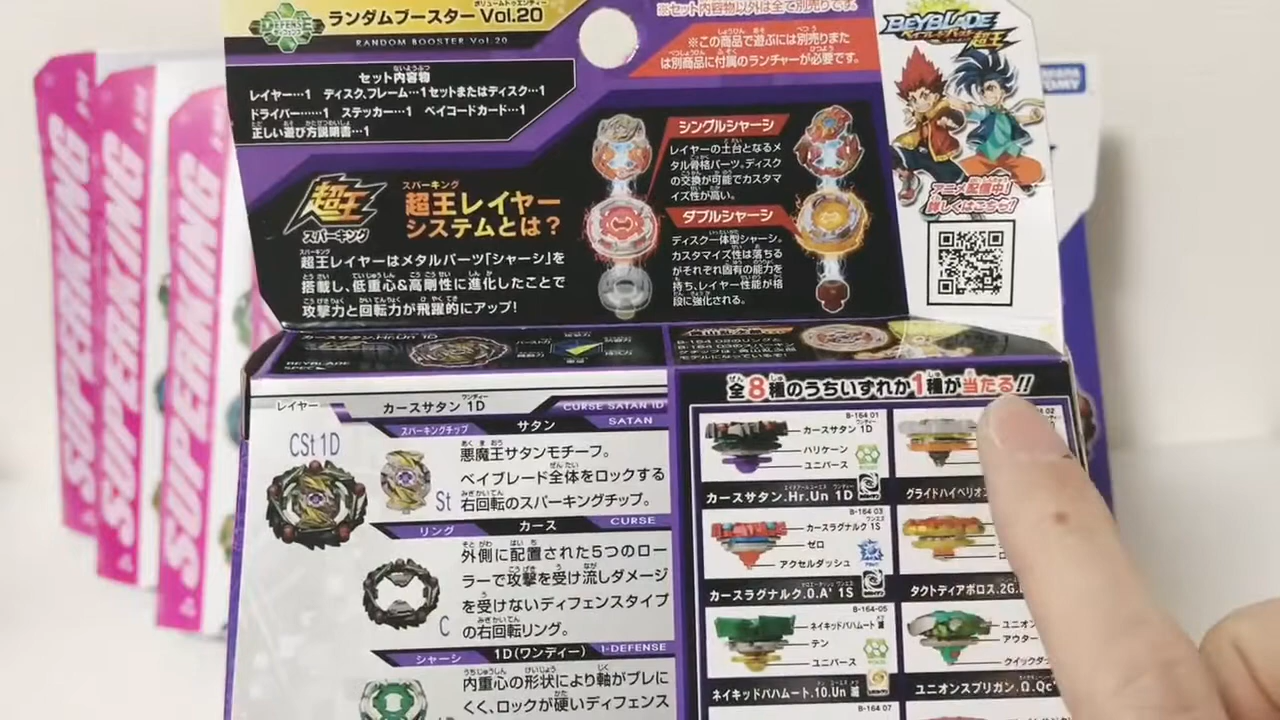 ランダムブースター Vol.20
RANDOM BOOSTER Vol.20
DEFENSE
セット内容物
レイヤー…1 ディスク、フレーム…1セットまたはディスク…1
ドライバー……1 ステッカー…1 ベイコードカード…1
正しい遊び方説明書…1
※セット内容物以外は全て別売りです。
※この商品で遊ぶには別売りまた
は別商品に付属のランチャーが必要です。
BEYBLADE
超王
アニメ配信中!
詳しくはこちら!
超王
スパーキング
超王レイヤー
システムとは?
超王レイヤーはメタルパーツ「シャーシ」を
搭載し、低重心&高剛性に進化したことで
攻撃力と回転力が飛躍的にアップ!
シングルシャーシ
レイヤーの土台となるメ
タル骨格パーツ。ディスク
の交換が可能でカスタマ
イズ性が高い。
ダブルシャーシ
ディスク一体型シャーシ。
カスタマイズ性は落ちる
がそれぞれ固有の能力を
持ち、レイヤー性能が格
段に強化される。
SUPERKING
SUPERKING
SUPERKING
カースサタン.Hr.Un 1D
レイヤー
カースサタン 1D
CURSE SATAN 1D
CSt 1D
スパーキングチップ
サタン
SATAN
悪魔王サタンモチーフ。
ベイブレード全体をロックする
右回転のスパーキングチップ。
St
リング
カース
CURSE
外側に配置された5つのロー
ラーで攻撃を受け流しダメージ
を受けないディフェンスタイプ
の右回転リング。
C
シャーシ
1D(ワンディー)
1-DEFENSE
内重心の形状により軸がブレに
くく、ロックが硬いディフェンス
全8種のうちいずれか1種が当たる!!
B-164 01
カースサタン 1D
ハリケーン
ユニバース
カースサタン.Hr.Un 1D
グライドハイペリオン
B-164 03
カースラグナルク 1S
ゼロ
アクセルダッシュ
カースラグナルク.0.A' 1S
タクトディアボロス.2G.
B-164-05
ネイキッドバハムート
テン
ユニバース
ネイキッドバハムート.10.Un
ユニオン
アウター
クイックダッ
ユニオンスプリガン.Ω.Qc'
B-164 07